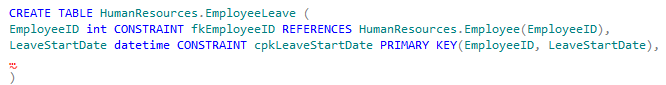 CREATE TABLE HumanResources.EmployeeLeave (
EmployeeID int CONSTRAINT fkEmployeeID REFERENCES HumanResources.Employee(EmployeeID),
LeaveStartDate datetime CONSTRAINT cpkLeaveStartDate PRIMARY KEY(EmployeeID, LeaveStartDate),
…
)